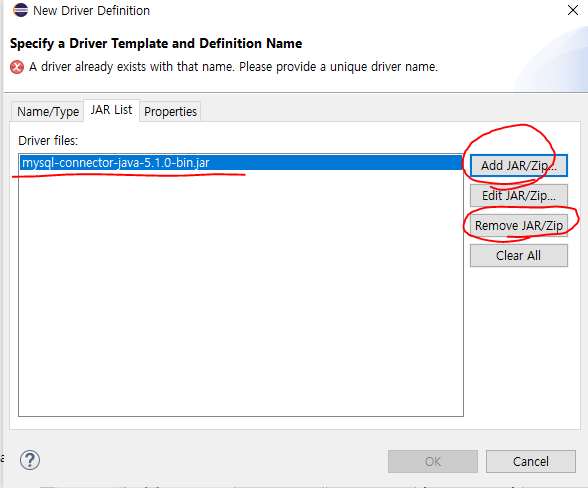 New Driver Definition
Specify a Driver Template and Definition Name
A driver already exists with that name. Please provide a unique driver name.
Name/Type JAR List Properties
Driver files:
mysql-connector-java-5.1.0-bin.jar
Add JAR/Zip...
Edit JAR/Zip...
Remove JAR/Zip
Clear All
?
OK Cancel